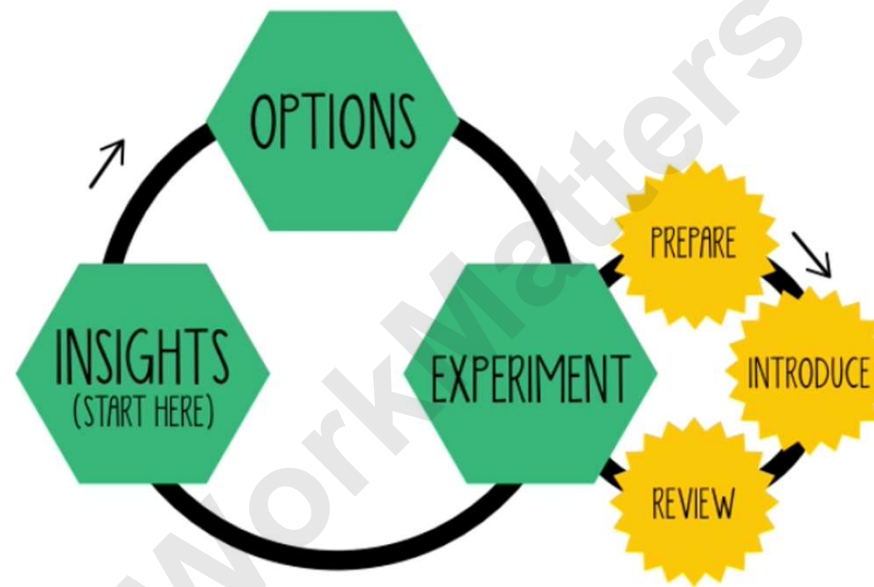 OPTIONS
INSIGHTS
(START HERE)
EXPERIMENT
PREPARE
INTRODUCE
REVIEW
WorkMatters